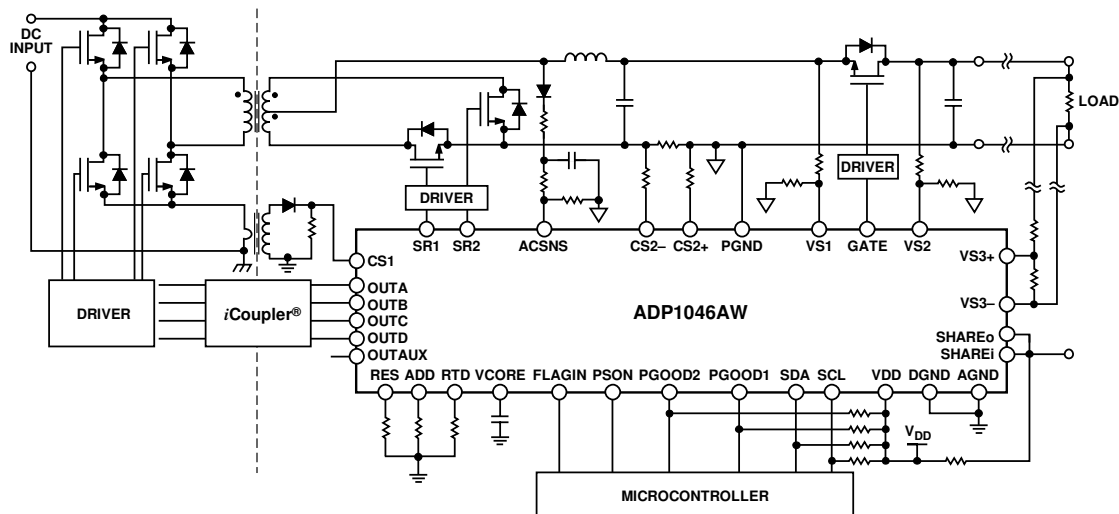 DC
INPUT
LOAD
DRIVER
DRIVER
SR1 SR2 ACSNS CS2– CS2+ PGND VS1 GATE VS2
CS1
VS3+
OUTA
OUTB
OUTC
OUTD
OUTAUX
DRIVER
iCoupler®
ADP1046AW
VS3–
SHAREo
SHAREi
RES ADD RTD VCORE FLAGIN PSON PGOOD2 PGOOD1 SDA SCL VDD DGND AGND
VDD
MICROCONTROLLER